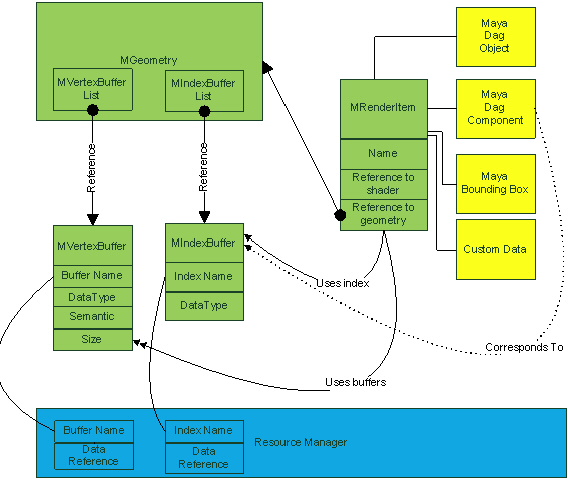 MGeometry
MVertexBuffer
List
MIndexBuffer
List
Reference
Reference
MRenderItem
Name
Reference to
shader
Reference to
geometry
Maya
Dag
Object
Maya
Dag
Component
Maya
Bounding Box
Custom Data
MVertexBuffer
Buffer Name
DataType
Semantic
Size
MIndexBuffer
Index Name
DataType
Uses index
Corresponds To
Uses buffers
Buffer Name
Data
Reference
Index Name
Data
Reference
Resource Manager